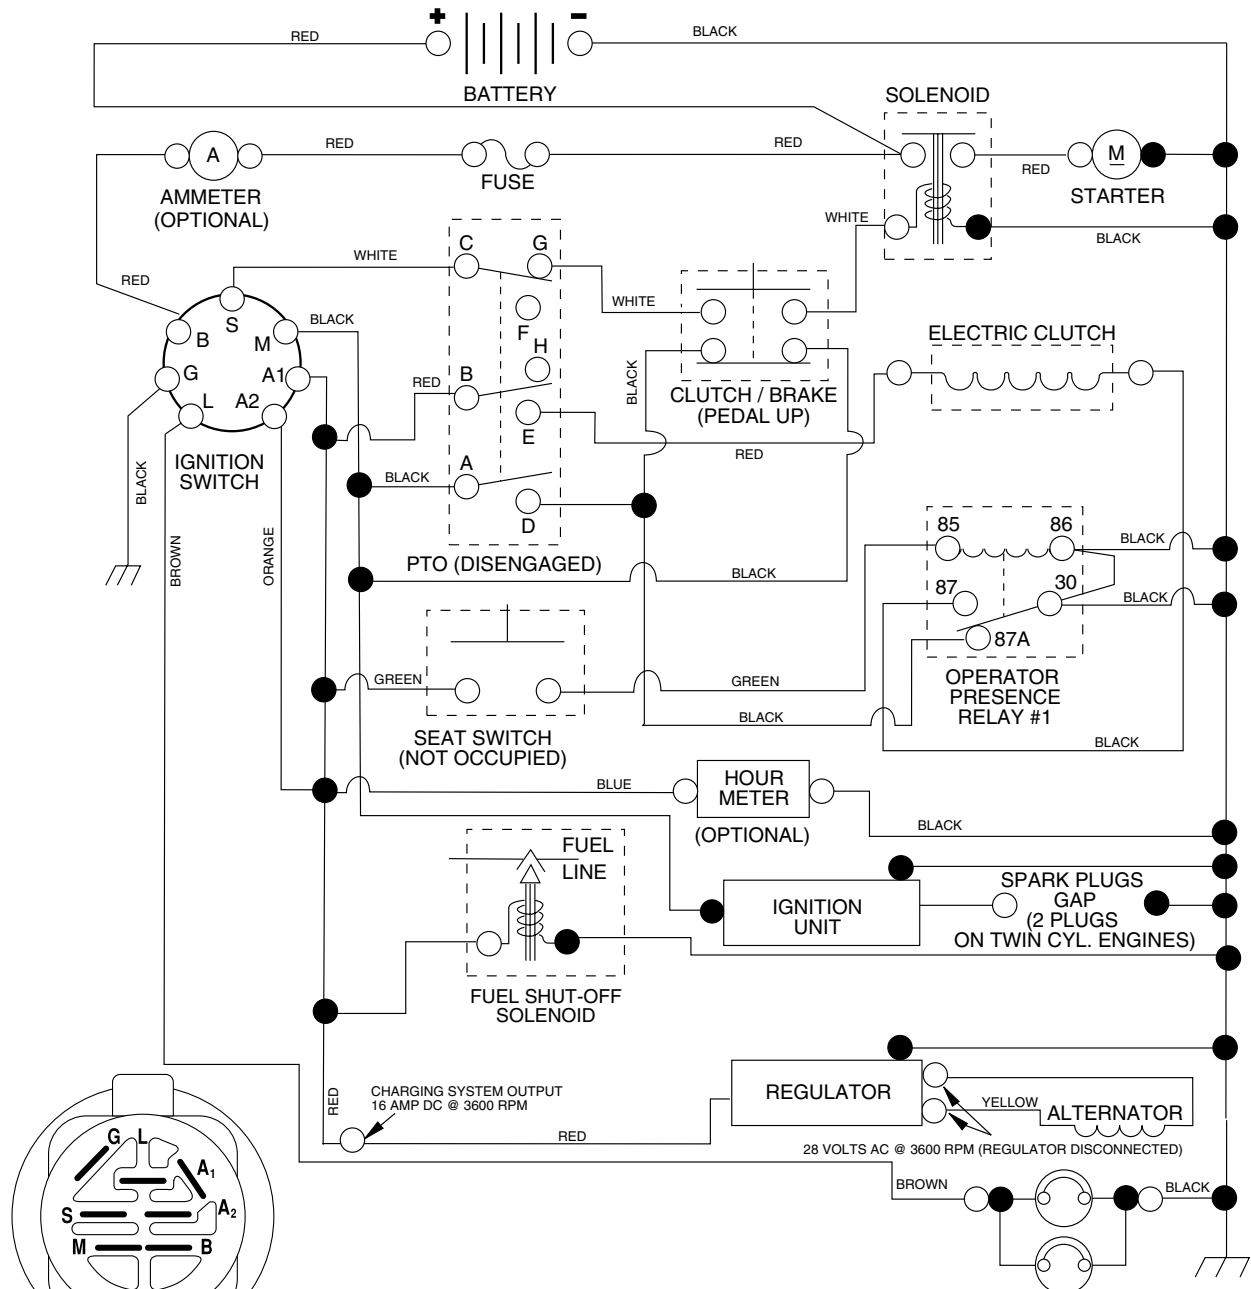 + −
RED
BLACK
BATTERY
SOLENOID
A
RED
RED
M
RED
FUSE
AMMETER
(OPTIONAL)
STARTER
WHITE
BLACK
WHITE
C G
RED
S
BLACK
WHITE
F
B M
H
ELECTRIC CLUTCH
G A1
RED B
BLACK
CLUTCH / BRAKE
(PEDAL UP)
L A2
E
RED
IGNITION
SWITCH
A
BLACK
BLACK
D
85 86
BLACK
BROWN
ORANGE
PTO (DISENGAGED)
BLACK
87 30
BLACK
87A
GREEN
GREEN
OPERATOR
PRESENCE
RELAY #1
BLACK
SEAT SWITCH
(NOT OCCUPIED)
BLACK
BLUE
HOUR
METER
(OPTIONAL)
BLACK
FUEL
LINE
SPARK PLUGS
GAP
(2 PLUGS
ON TWIN CYL. ENGINES)
IGNITION
UNIT
FUEL SHUT-OFF
SOLENOID
RED
CHARGING SYSTEM OUTPUT
16 AMP DC @ 3600 RPM
REGULATOR
YELLOW
ALTERNATOR
RED
28 VOLTS AC @ 3600 RPM (REGULATOR DISCONNECTED)
BROWN
BLACK
G L
A1
S
A2
M B